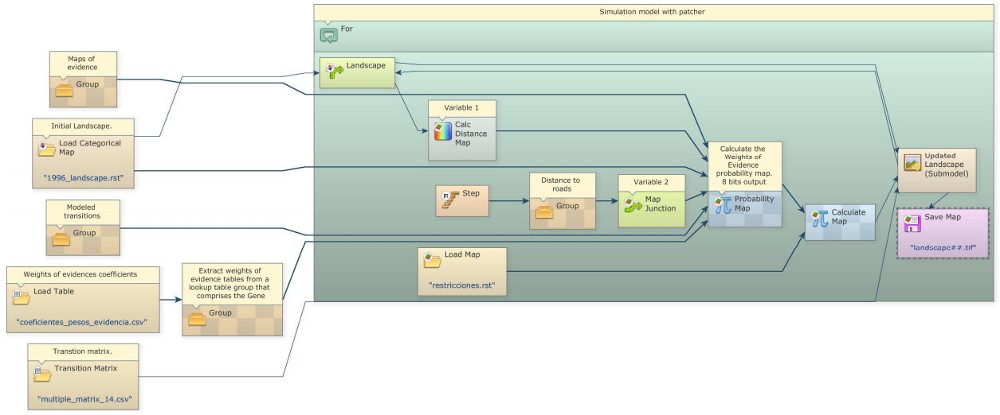 Simulation model with patcher
For
Maps of
evidence
Group
Landscape
Variable 1
Calc
Distance
Map
Initial Landscape.
Load Categorical
Map
"1996_landscape.rst"
Calculate the
Weights of
Evidence
probability map.
8 bits output
Probability
Map
Updated
Landscape
(Submodel)
Step
Distance to
roads
Group
Variable 2
Map
Junction
Modeled
transitions
Group
Calculate
Map
Save Map
"landscape##.tif"
Load Map
"restricciones.rst"
Weights of evidences coefficients
Load Table
"coeficientes_pesos_evidencia.csv"
Extract weights of
evidence tables from a
lookup table group that
comprises the Gene
Group
Transtion matrix.
Transition Matrix
"multiple_matrix_14.csv"